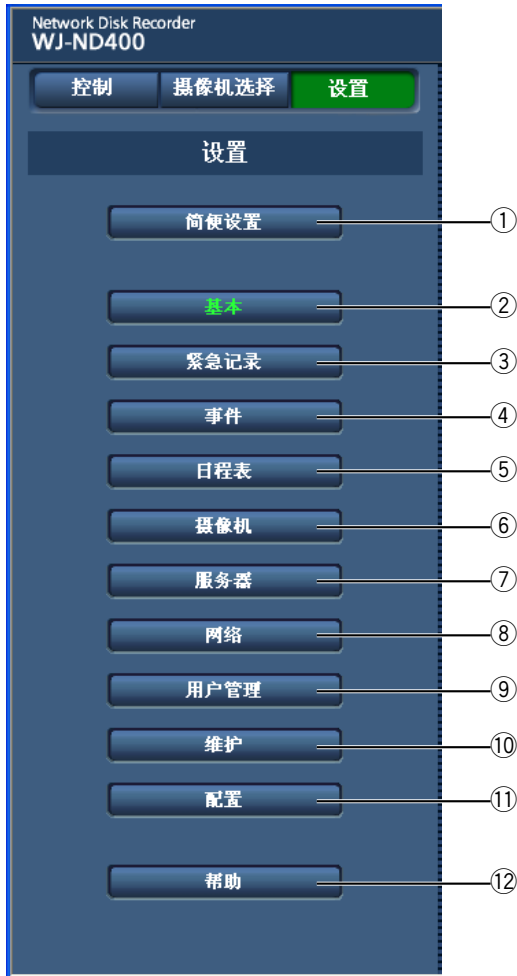 Network Disk Recorder
WJ-ND400
控制 摄像机选择 设置
设置
简便设置 ①
基本 ②
紧急记录 ③
事件 ④
日程表 ⑤
摄像机 ⑥
服务器 ⑦
网络 ⑧
用户管理 ⑨
维护 ⑩
配置 ⑪
帮助 ⑫